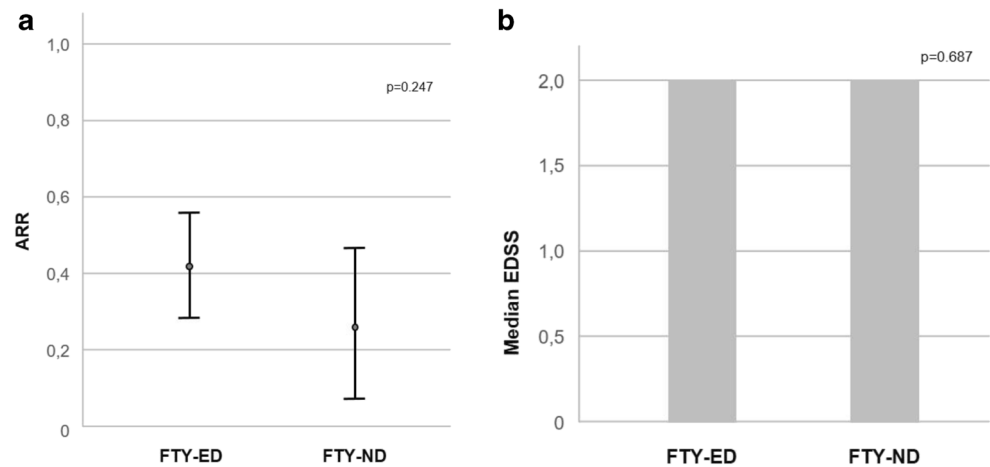 a
ARR
1,0
0,8
0,6
0,4
0,2
0
p=0.247
FTY-ED FTY-ND
b
Median EDSS
2,0
1,5
1,0
0,5
0
p=0.687
FTY-ED FTY-ND